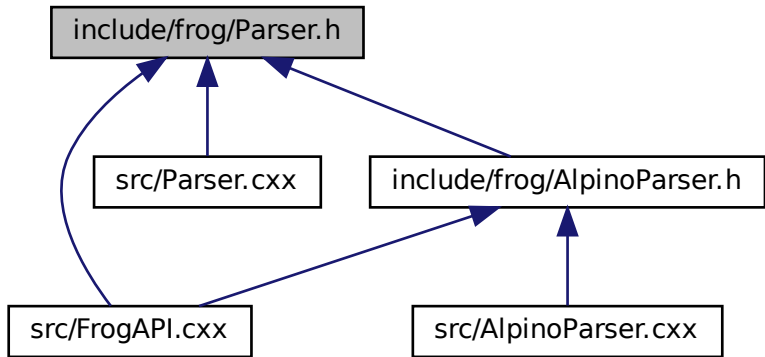 include/frog/Parser.h
src/Parser.cxx
include/frog/AlpinoParser.h
src/FrogAPI.cxx
src/AlpinoParser.cxx